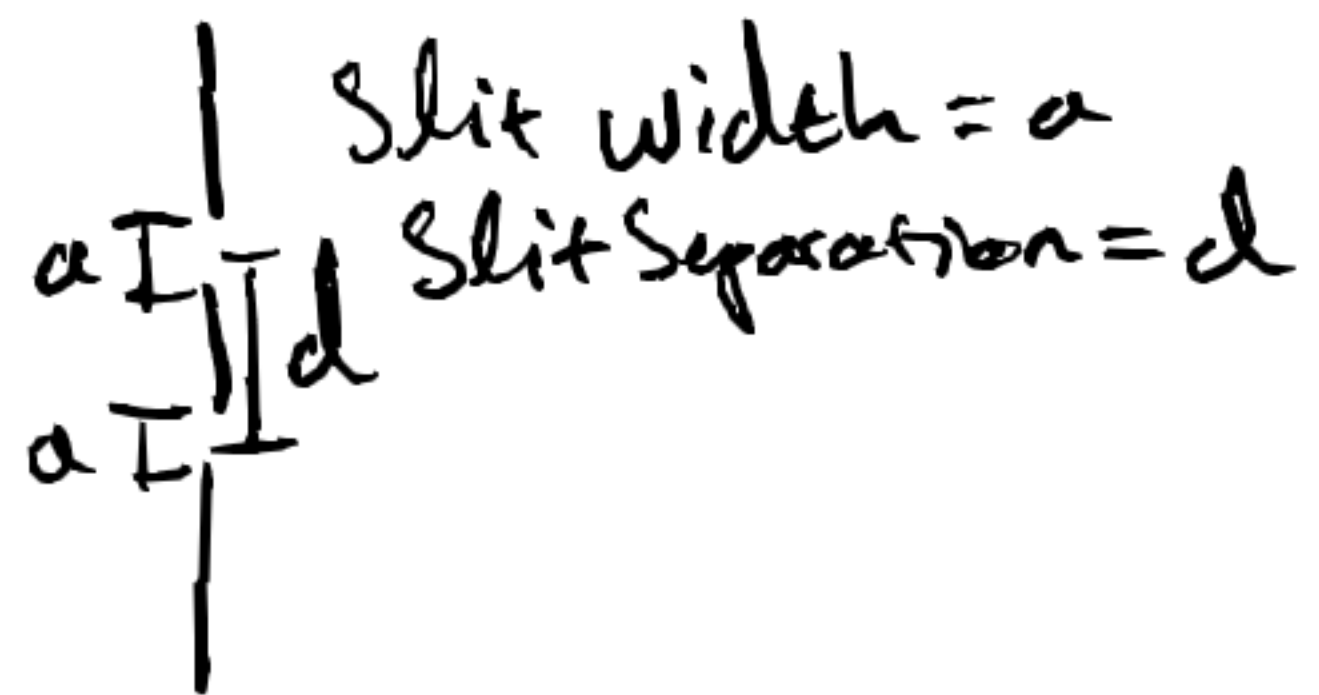 Slit width = a
a
Slit Separation = d
d
a